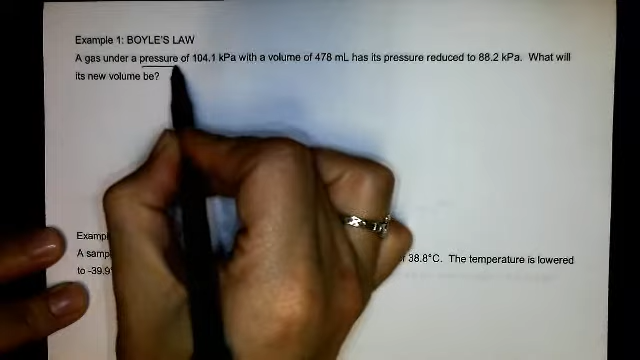 Example 1: BOYLE'S LAW
A gas under a pressure of 104.1 kPa with a volume of 478 mL has its pressure reduced to 88.2 kPa. What will
its new volume be?
38.8°C. The temperature is lowered
to -39.9